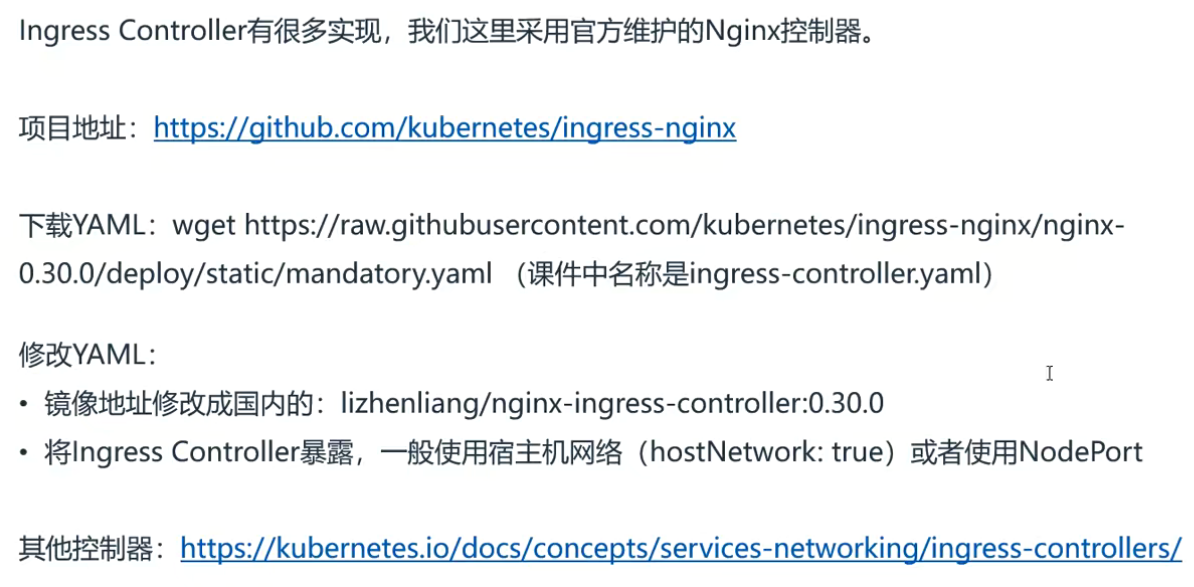 Ingress Controller有很多实现，我们这里采用官方维护的Nginx控制器。
项目地址：https://github.com/kubernetes/ingress-nginx
下载YAML：wget https://raw.githubusercontent.com/kubernetes/ingress-nginx/nginx-
0.30.0/deploy/static/mandatory.yaml （课件中名称是ingress-controller.yaml）
修改YAML：
• 镜像地址修改成国内的：lizhenliang/nginx-ingress-controller:0.30.0
• 将Ingress Controller暴露，一般使用宿主机网络（hostNetwork: true）或者使用NodePort
其他控制器：https://kubernetes.io/docs/concepts/services-networking/ingress-controllers/